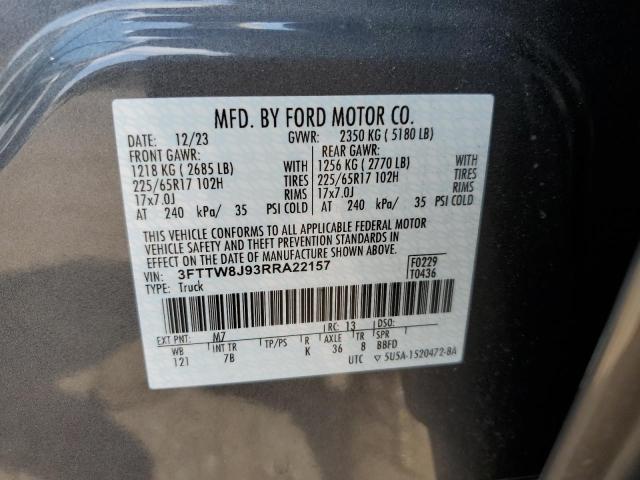 MFD. BY FORD MOTOR CO.
DATE: 12/23 GVWR: 2350 KG ( 5180 LB)
FRONT GAWR: REAR GAWR:
1218 KG ( 2685 LB) WITH 1256 KG ( 2770 LB) WITH
225/65R17 102H TIRES 225/65R17 102H TIRES
17x7.0J RIMS 17x7.0J RIMS
AT 240 kPa/ 35 PSI COLD AT 240 kPa/ 35 PSI COLD
THIS VEHICLE CONFORMS TO ALL APPLICABLE FEDERAL MOTOR
VEHICLE SAFETY AND THEFT PREVENTION STANDARDS IN
EFFECT ON THE DATE OF MANUFACTURE SHOWN ABOVE.
VIN: 3FTTW8J93RRA22157 F0229
TYPE: Truck T0436
EXT PNT: M7 RC: 13 DSO:
WB INT TR TP/PS R AXLE TR SPR
121 7B K 36 8 BBFD
UTC ▽ 5U5A-1520472-BA